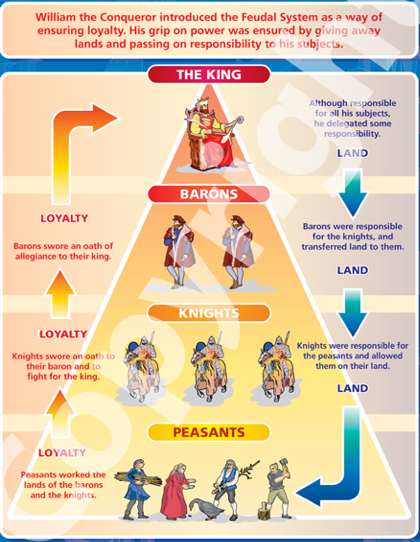 William the Conqueror introduced the Feudal System as a way of
ensuring loyalty. His grip on power was ensured by giving away
lands and passing on responsibility to his subjects.
THE KING
Although responsible
for all his subjects,
he delegated some
responsibility.
LAND
BARONS
LOYALTY
Barons swore an oath of
allegiance to their king.
Barons were responsible
for the knights, and
transferred land to them.
LAND
KNIGHTS
LOYALTY
Knights swore an oath to
their baron and to
fight for the king.
Knights were responsible for
the peasants and allowed
them on their land.
LAND
PEASANTS
LOYALTY
Peasants worked the
lands of the barons
and the knights.
Copyright